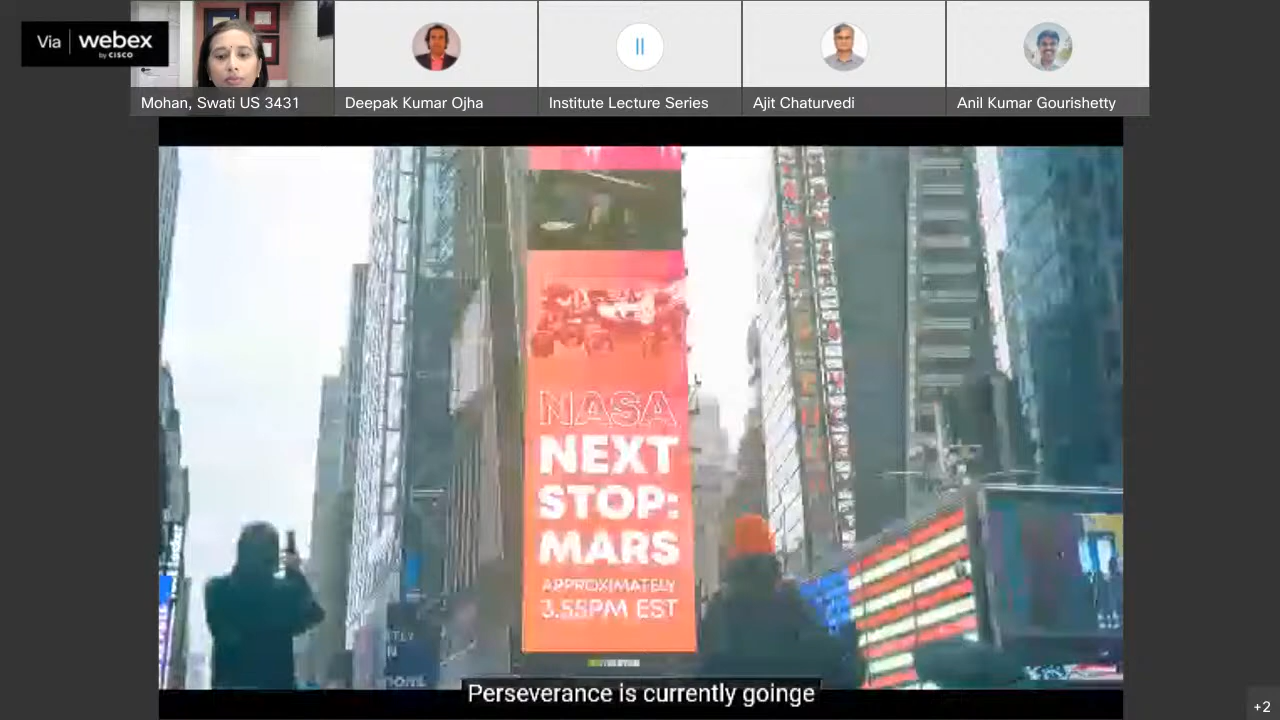 Via webex
by CISCO
Mohan, Swati US 3431
Deepak Kumar Ojha
Institute Lecture Series
Ajit Chaturvedi
Anil Kumar Gourishetty
NASA
NEXT
STOP:
MARS
APPROXIMATELY
3.55PM EST
Perseverance is currently goinge
+2